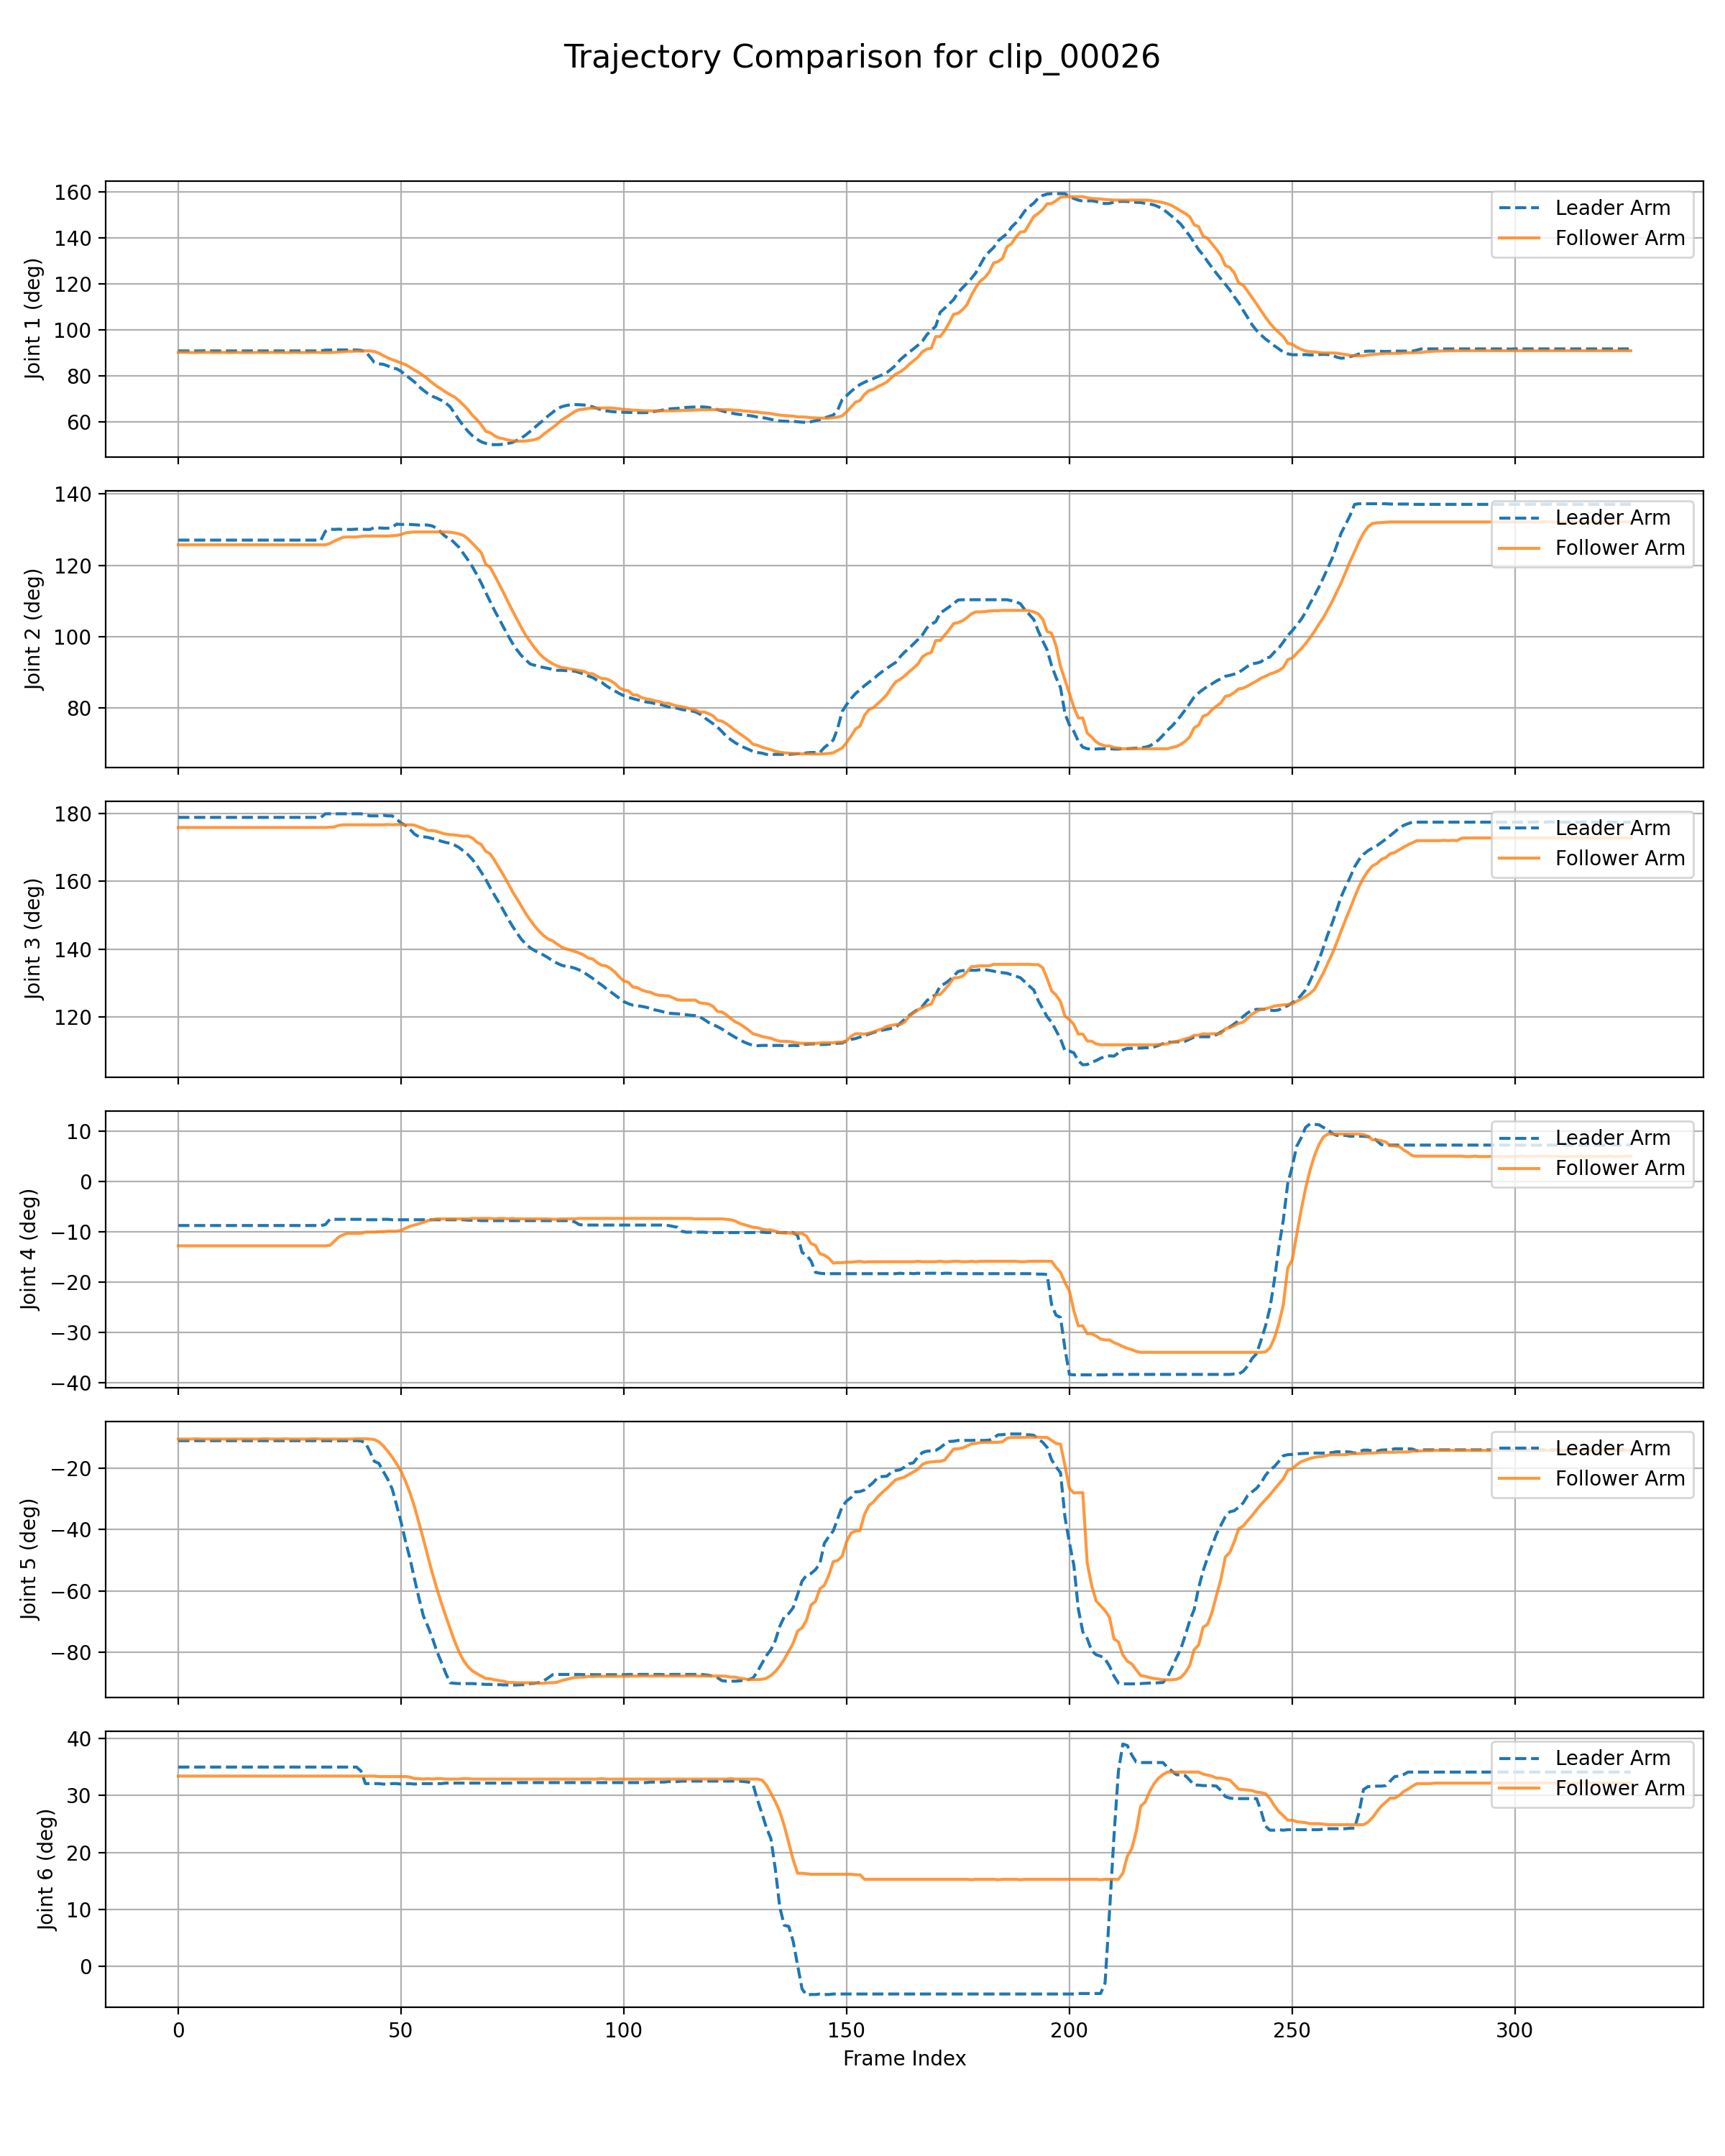 Trajectory Comparison for clip_00026
160
140
120
100
80
60
Joint 1 (deg)
Leader Arm
Follower Arm
140
120
100
80
Joint 2 (deg)
Leader Arm
Follower Arm
180
160
140
120
Joint 3 (deg)
Leader Arm
Follower Arm
10
0
−10
−20
−30
−40
Joint 4 (deg)
Leader Arm
Follower Arm
−20
−40
−60
−80
Joint 5 (deg)
Leader Arm
Follower Arm
40
30
20
10
0
Joint 6 (deg)
Leader Arm
Follower Arm
0 50 100 150 200 250 300
Frame Index